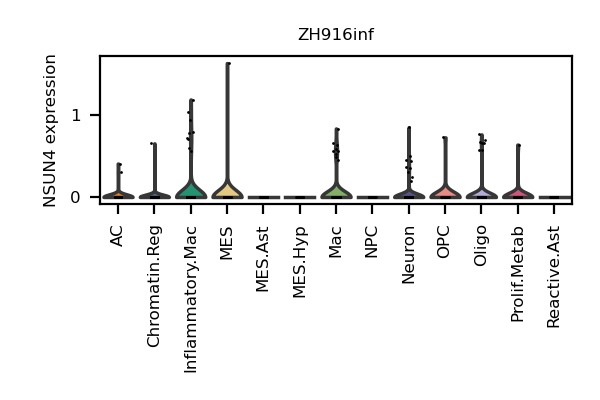 ZH916inf
NSUN4 expression
1
0
AC
Chromatin.Reg
Inflammatory.Mac
MES
MES.Ast
MES.Hyp
Mac
NPC
Neuron
OPC
Oligo
Prolif.Metab
Reactive.Ast